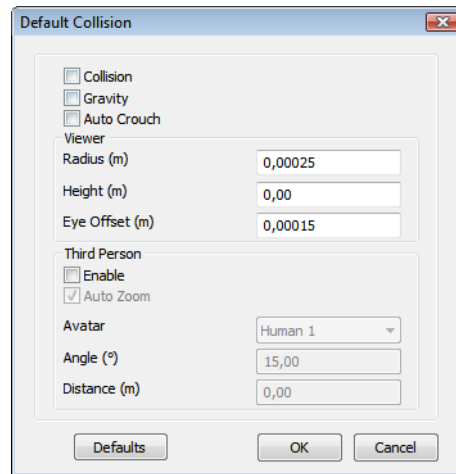 Default Collision
Collision
Gravity
Auto Crouch
Viewer
Radius (m) 0,00025
Height (m) 0,00
Eye Offset (m) 0,00015
Third Person
Enable
Auto Zoom
Avatar Human 1
Angle (°) 15,00
Distance (m) 0,00
Defaults OK Cancel